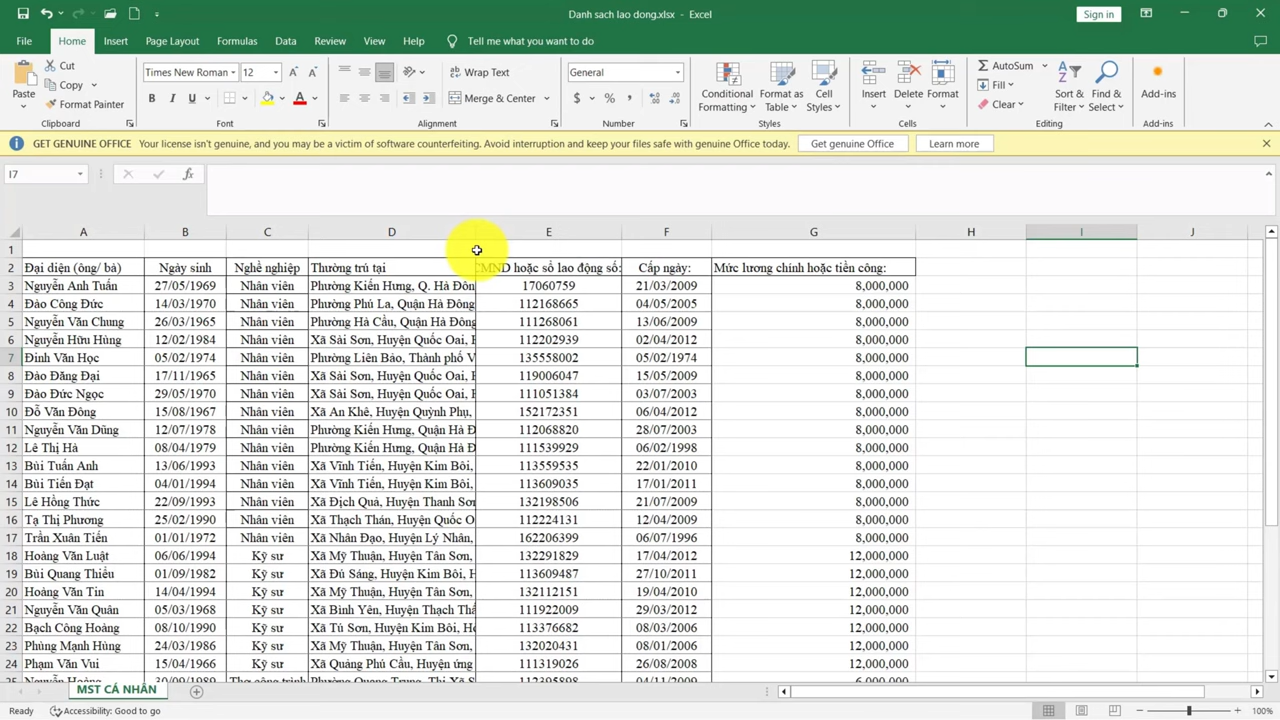 Danh sach lao dong.xlsx - Excel
Sign in
File Home Insert Page Layout Formulas Data Review View Help Tell me what you want to do
Paste Cut Copy Format Painter Clipboard
Times New Roman 12 B I U Font
Wrap Text Merge & Center Alignment
General $ % , Number
Conditional Formatting Format as Table Cell Styles Styles
Insert Delete Format Cells
AutoSum Fill Clear Sort & Filter Find & Select Editing
Add-ins Add-ins
GET GENUINE OFFICE Your license isn't genuine, and you may be a victim of software counterfeiting. Avoid interruption and keep your files safe with genuine Office today. Get genuine Office Learn more
I7 fx
A B C D E F G H I J
1
2 Đại diện (ông/ bà) Ngày sinh Nghề nghiệp Thường trú tại CMND hoặc sổ lao động số: Cấp ngày: Mức lương chính hoặc tiền công:
3 Nguyễn Anh Tuấn 27/05/1969 Nhân viên Phường Kiến Hưng, Q. Hà Đôn 17060759 21/03/2009 8,000,000
4 Đào Công Đức 14/03/1970 Nhân viên Phường Phú La, Quận Hà Đông 112168665 04/05/2005 8,000,000
5 Nguyễn Văn Chung 26/03/1965 Nhân viên Phường Hà Cầu, Quận Hà Đông 111268061 13/06/2009 8,000,000
6 Nguyễn Hữu Hùng 12/02/1984 Nhân viên Xã Sài Sơn, Huyện Quốc Oai, 112202939 02/04/2012 8,000,000
7 Đinh Văn Học 05/02/1974 Nhân viên Phường Liên Bảo, Thành phố V 135558002 05/02/1974 8,000,000
8 Đào Đăng Đại 17/11/1965 Nhân viên Xã Sài Sơn, Huyện Quốc Oai, 119006047 15/05/2009 8,000,000
9 Đào Đức Ngọc 29/05/1970 Nhân viên Xã Sài Sơn, Huyện Quốc Oai, 111051384 03/07/2003 8,000,000
10 Đỗ Văn Đông 15/08/1967 Nhân viên Xã An Khê, Huyện Quỳnh Phụ, 152172351 06/04/2012 8,000,000
11 Nguyễn Văn Dũng 12/07/1978 Nhân viên Phường Kiến Hưng, Quận Hà Đ 112068820 28/07/2003 8,000,000
12 Lê Thị Hà 08/04/1979 Nhân viên Phường Kiến Hưng, Quận Hà Đ 111539929 06/02/1998 8,000,000
13 Bùi Tuấn Anh 13/06/1993 Nhân viên Xã Vĩnh Tiến, Huyện Kim Bôi, 113559535 22/01/2010 8,000,000
14 Bùi Tiến Đạt 04/01/1994 Nhân viên Xã Vĩnh Tiến, Huyện Kim Bôi, 113609035 17/01/2011 8,000,000
15 Lê Hồng Thức 22/09/1993 Nhân viên Xã Địch Quả, Huyện Thanh Sơn 132198506 21/07/2009 8,000,000
16 Tạ Thị Phương 25/02/1990 Nhân viên Xã Thạch Thán, Huyện Quốc O 112224131 12/04/2009 8,000,000
17 Trần Xuân Tiến 01/01/1972 Nhân viên Xã Nhân Đạo, Huyện Lý Nhân, 162206399 06/07/1996 8,000,000
18 Hoàng Văn Luật 06/06/1994 Kỹ sư Xã Mỹ Thuận, Huyện Tân Sơn, 132291829 17/04/2012 12,000,000
19 Bùi Quang Thiểu 01/09/1982 Kỹ sư Xã Đú Sáng, Huyện Kim Bôi, H 113609487 27/10/2011 12,000,000
20 Hoàng Văn Tin 14/04/1994 Kỹ sư Xã Mỹ Thuận, Huyện Tân Sơn, 132112151 19/04/2010 12,000,000
21 Nguyễn Văn Quân 05/03/1968 Kỹ sư Xã Bình Yên, Huyện Thạch Thấ 111922009 29/03/2012 12,000,000
22 Bạch Công Hoàng 08/10/1990 Kỹ sư Xã Tú Sơn, Huyện Kim Bôi, Hò 113376682 08/03/2006 12,000,000
23 Phùng Mạnh Hùng 24/03/1986 Kỹ sư Xã Mỹ Thuận, Huyện Tân Sơn, 132020431 08/01/2006 12,000,000
24 Phạm Văn Vui 15/04/1966 Kỹ sư Xã Quảng Phú Cầu, Huyện ứng 111319026 26/08/2008 12,000,000
25 Nguyễn Hoàng 30/09/1989 Thợ công trình Phường Quang Trung, Thị Xã S 112395898 04/11/2009 6,000,000
MST CÁ NHÂN
Ready Accessibility: Good to go 100%